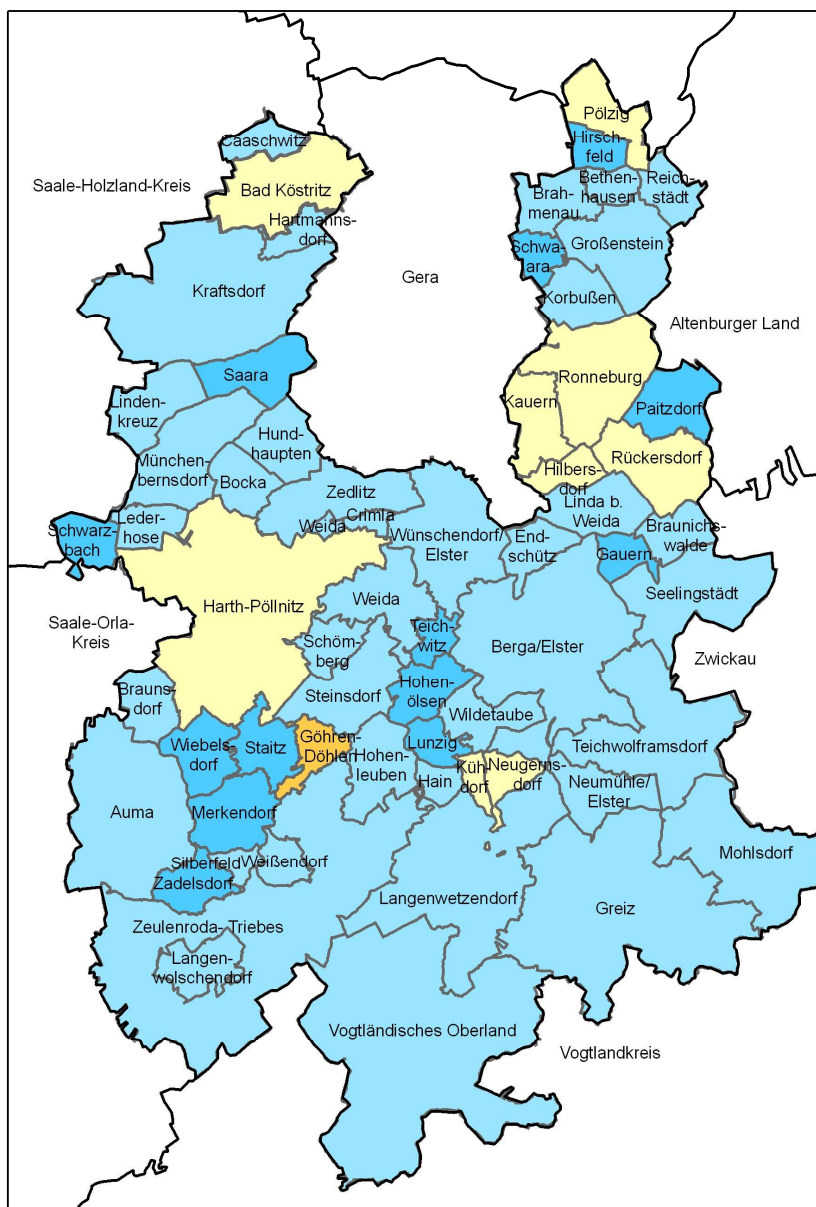 Pölzig
Caaschwitz
Hirsch-
feld
Saale-Holzland-Kreis
Bad Köstritz
Bethen-
hausen
Reich-
städt
Brah-
menau
Hartmanns-
dorf
Großenstein
Schwa-
ara
Gera
Kraftsdorf
Korbußen
Altenburger Land
Saara
Ronneburg
Kauern
Paitzdorf
Linden-
kreuz
Hund-
haupten
München-
bernsdorf
Bocka
Rückersdorf
Hilbers-
dorf
Zedlitz
Linda b.
Weida
Leder-
hose
Weida
Crimla
Schwarz-
bach
Wünschendorf/
Elster
End-
schütz
Braunichs-
walde
Gauern
Harth-Pöllnitz
Weida
Seelingstädt
Saale-Orla-
Kreis
Teich-
witz
Schöm-
berg
Berga/Elster
Zwickau
Hohen-
ölsen
Brauns-
dorf
Steinsdorf
Wildetaube
Wiebels-
dorf
Staitz
Göhren-
Döhlen
Hohen-
leuben
Lunzig
Teichwolframsdorf
Hain
Küh-
dorf
Neugerns-
dorf
Neumühle/
Elster
Auma
Merkendorf
Silberfeld
Weißendorf
Zadelsdorf
Mohlsdorf
Langenwetzendorf
Greiz
Zeulenroda- Triebes
Langen-
wolschendorf
Vogtländisches Oberland
Vogtlandkreis